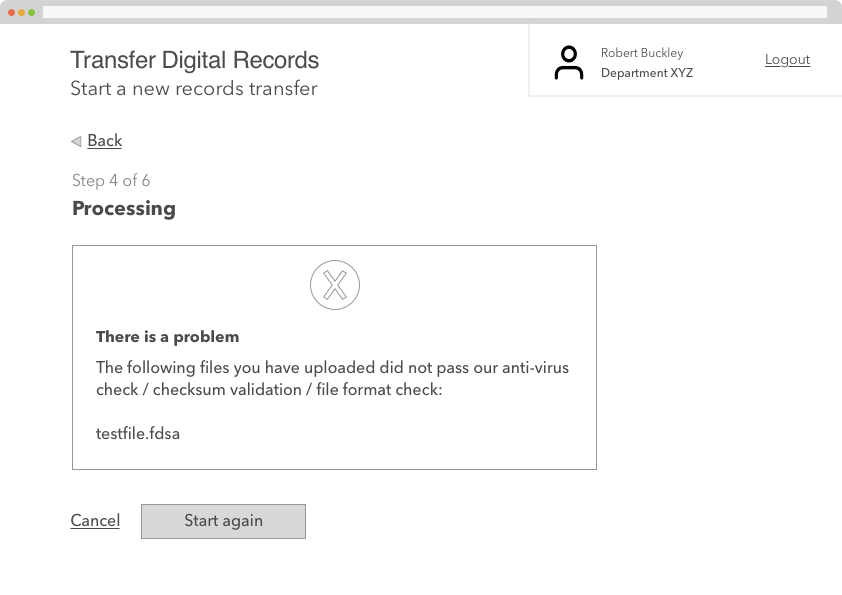 Transfer Digital Records
Start a new records transfer
Robert Buckley
Department XYZ
Logout
Back
Step 4 of 6
Processing
X
There is a problem
The following files you have uploaded did not pass our anti-virus
check / checksum validation / file format check:
testfile.fdsa
Cancel
Start again